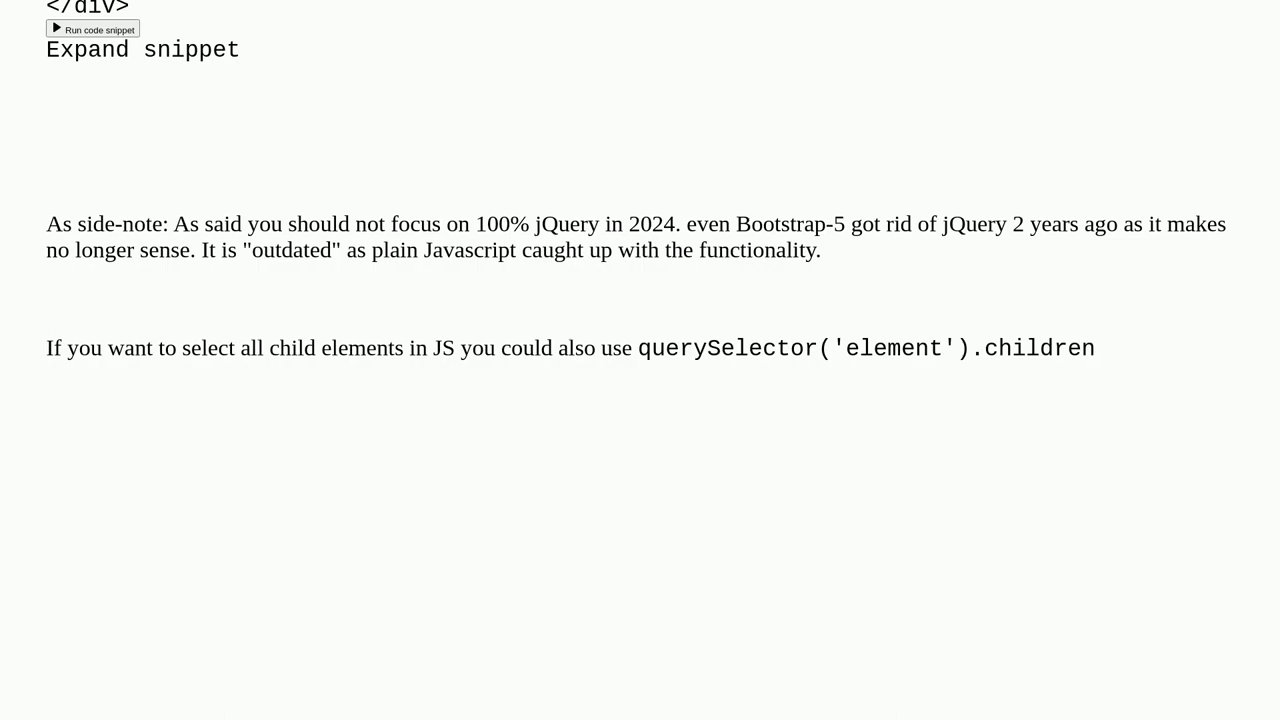 </div>
Run code snippet
Expand snippet
As side-note: As said you should not focus on 100% jQuery in 2024. even Bootstrap-5 got rid of jQuery 2 years ago as it makes
no longer sense. It is "outdated" as plain Javascript caught up with the functionality.
If you want to select all child elements in JS you could also use querySelector('element').children